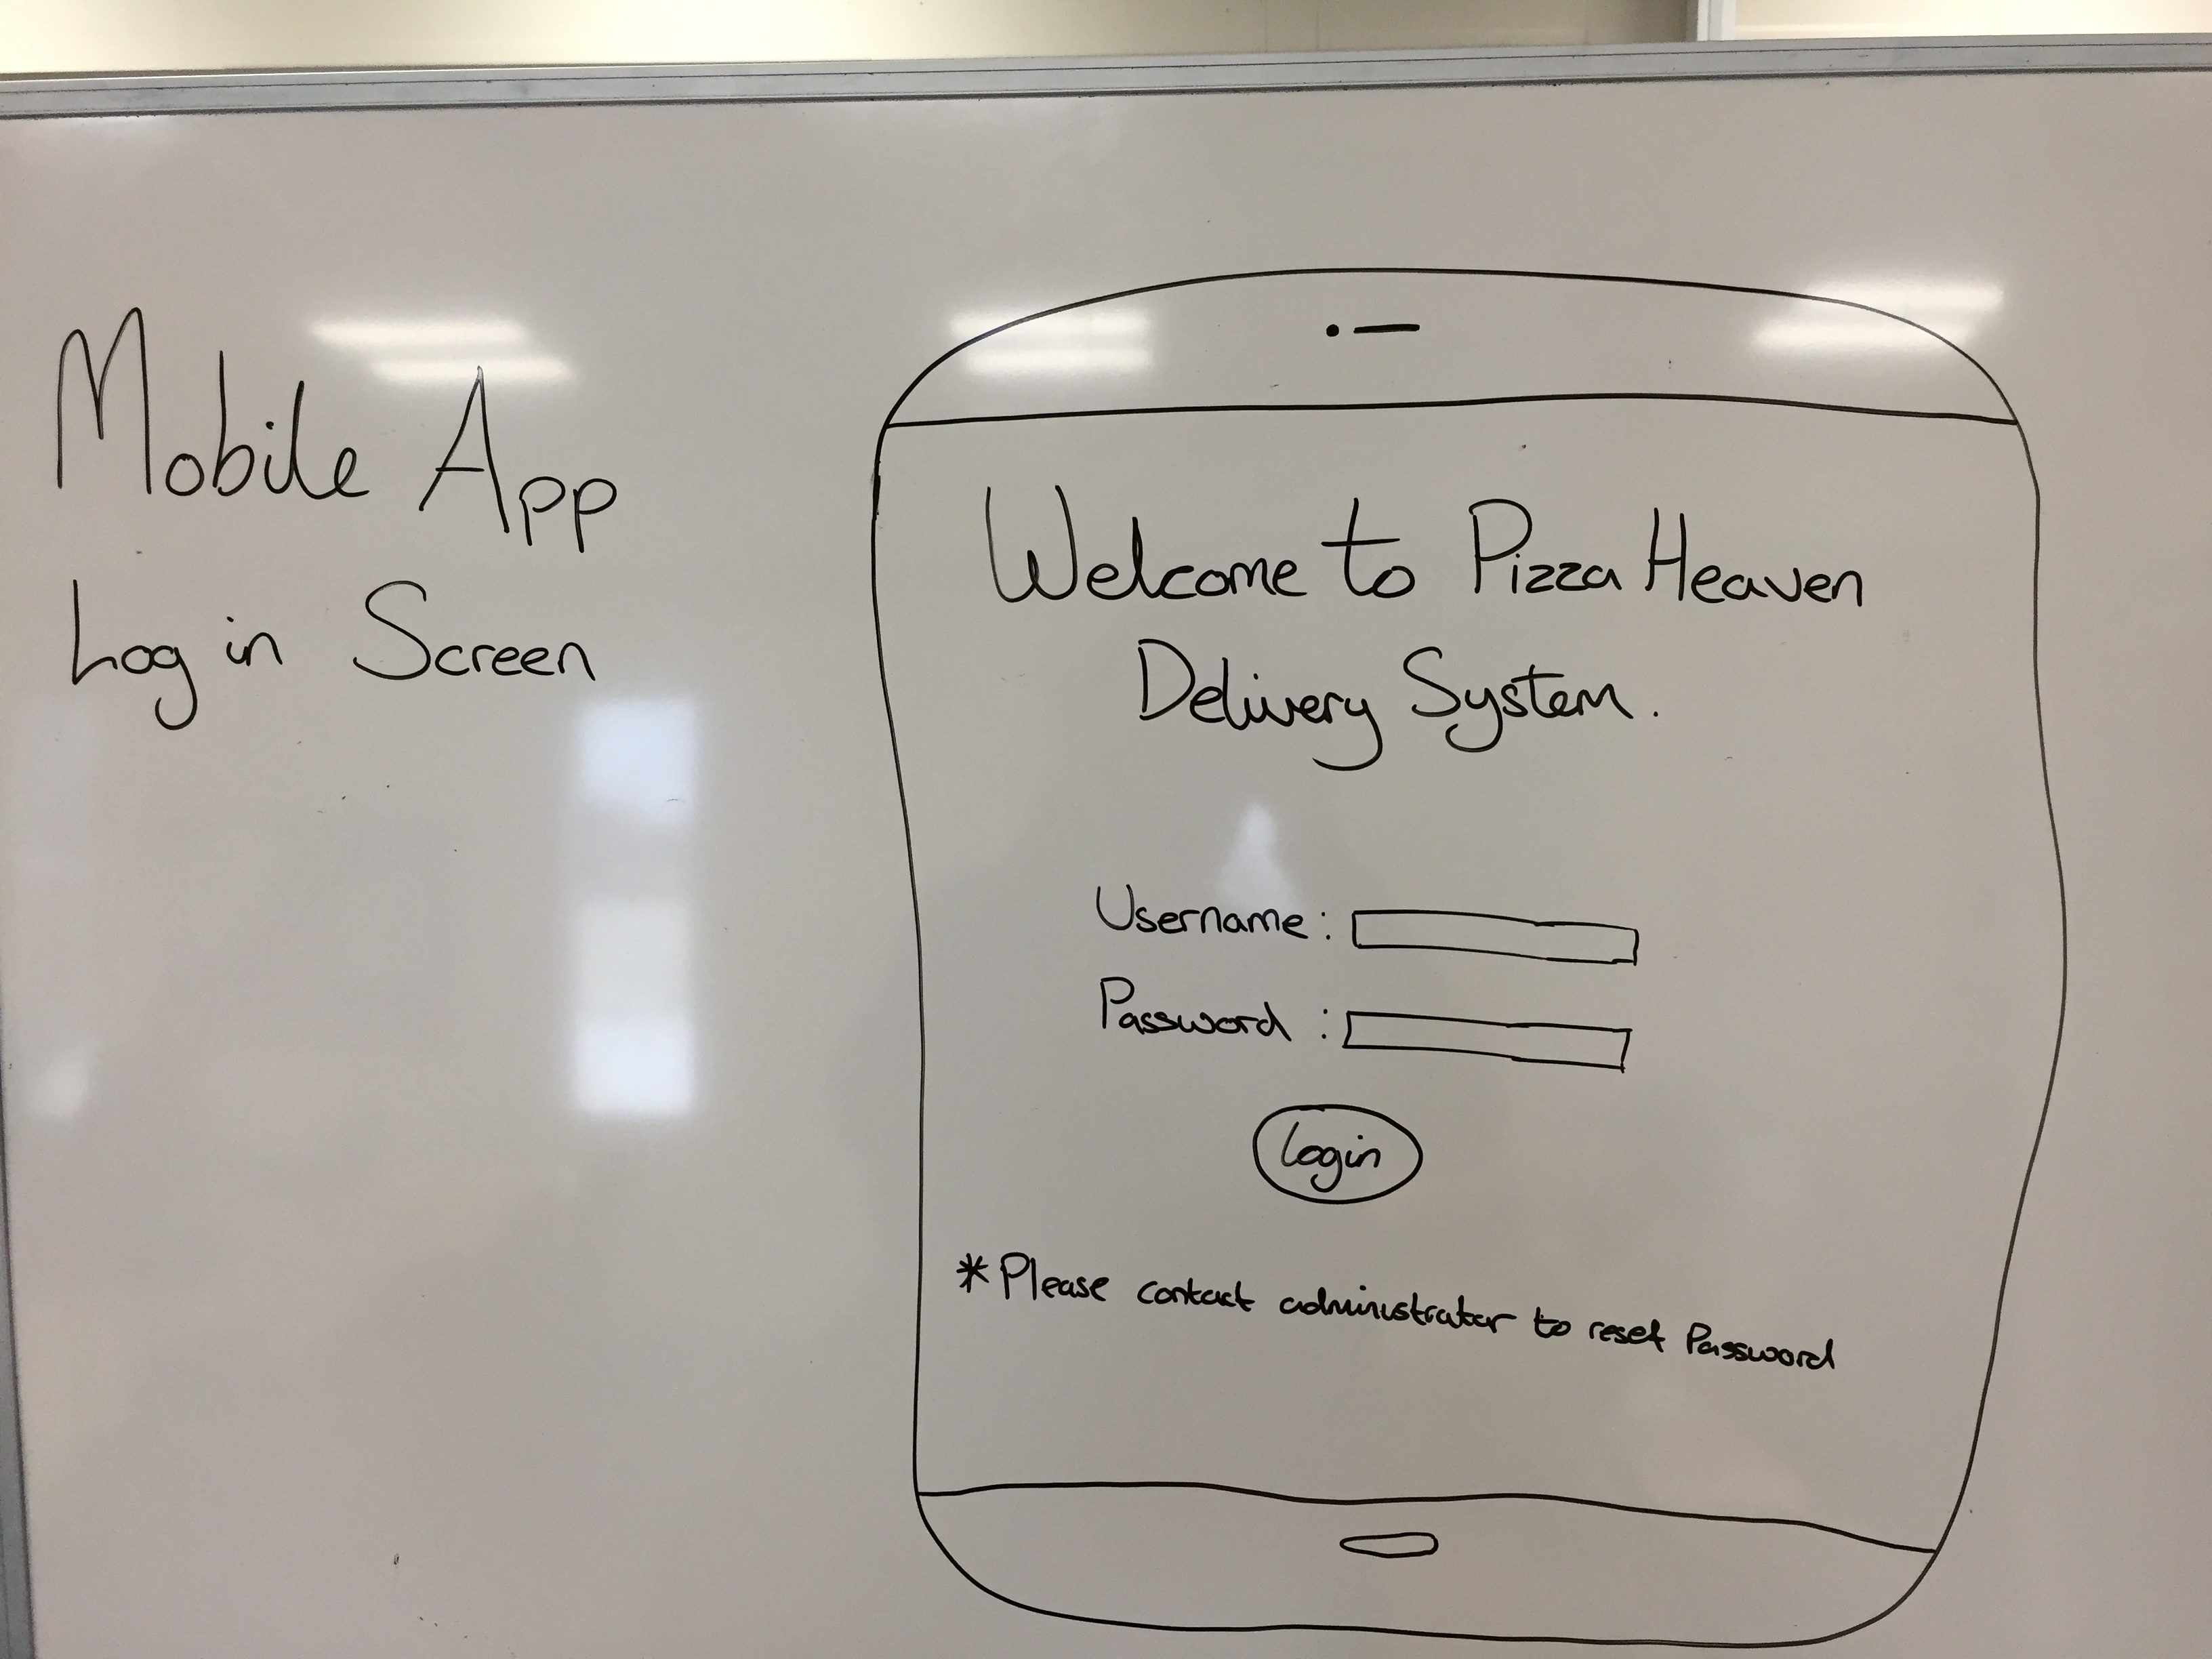 Mobile App
Log in Screen
Welcome to Pizza Heaven
Delivery System.
Username :
Password :
Login
*Please contact administrator to reset Password